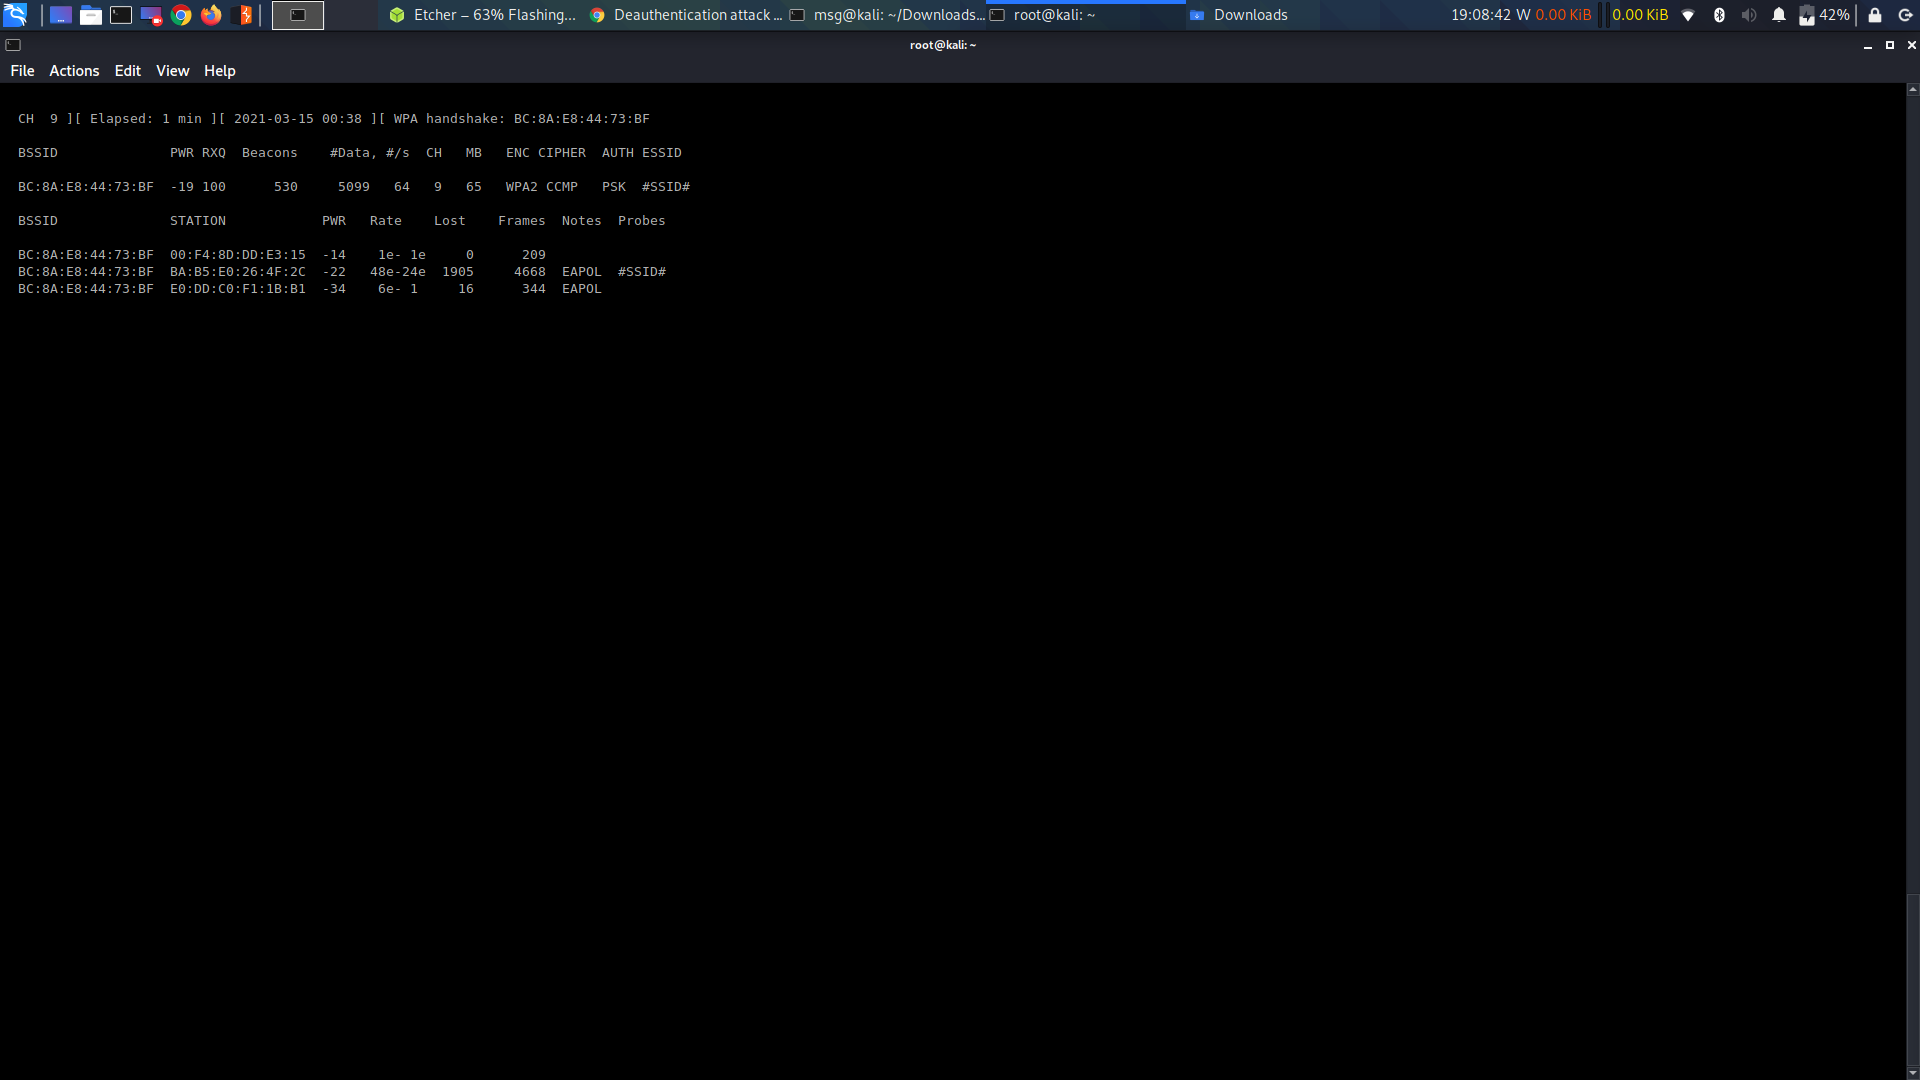 Etcher – 63% Flashing... Deauthentication attack ... msg@kali: ~/Downloads... root@kali: ~ Downloads 19:08:42 W 0.00 KiB 0.00 KiB 42%
root@kali: ~
File Actions Edit View Help
CH 9 ][ Elapsed: 1 min ][ 2021-03-15 00:38 ][ WPA handshake: BC:8A:E8:44:73:BF
BSSID PWR RXQ Beacons #Data, #/s CH MB ENC CIPHER AUTH ESSID
BC:8A:E8:44:73:BF -19 100 530 5099 64 9 65 WPA2 CCMP PSK #SSID#
BSSID STATION PWR Rate Lost Frames Notes Probes
BC:8A:E8:44:73:BF 00:F4:8D:DD:E3:15 -14 1e- 1e 0 209
BC:8A:E8:44:73:BF BA:B5:E0:26:4F:2C -22 48e-24e 1905 4668 EAPOL #SSID#
BC:8A:E8:44:73:BF E0:DD:C0:F1:1B:B1 -34 6e- 1 16 344 EAPOL